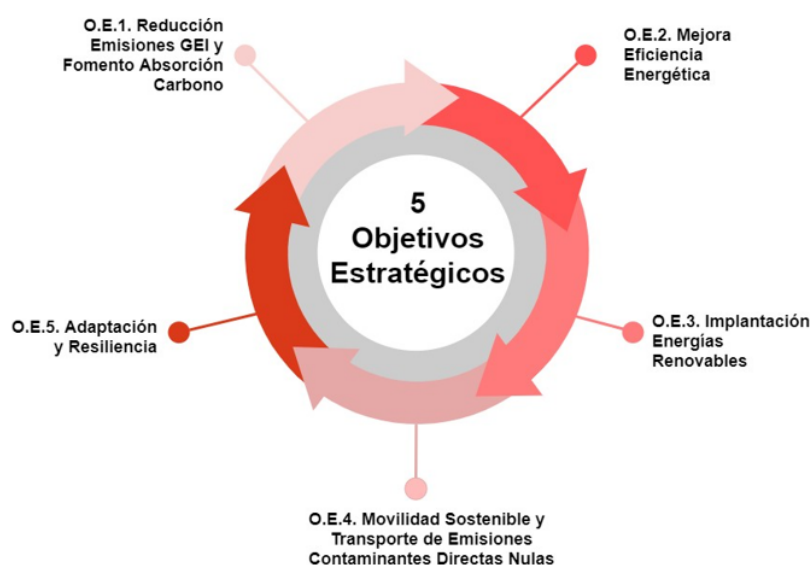 O.E.1. Reducción
Emisiones GEI y
Fomento Absorción
Carbono
O.E.2. Mejora
Eficiencia
Energética
5
Objetivos
Estratégicos
O.E.5. Adaptación
y Resiliencia
O.E.3. Implantación
Energías
Renovables
O.E.4. Movilidad Sostenible y
Transporte de Emisiones
Contaminantes Directas Nulas